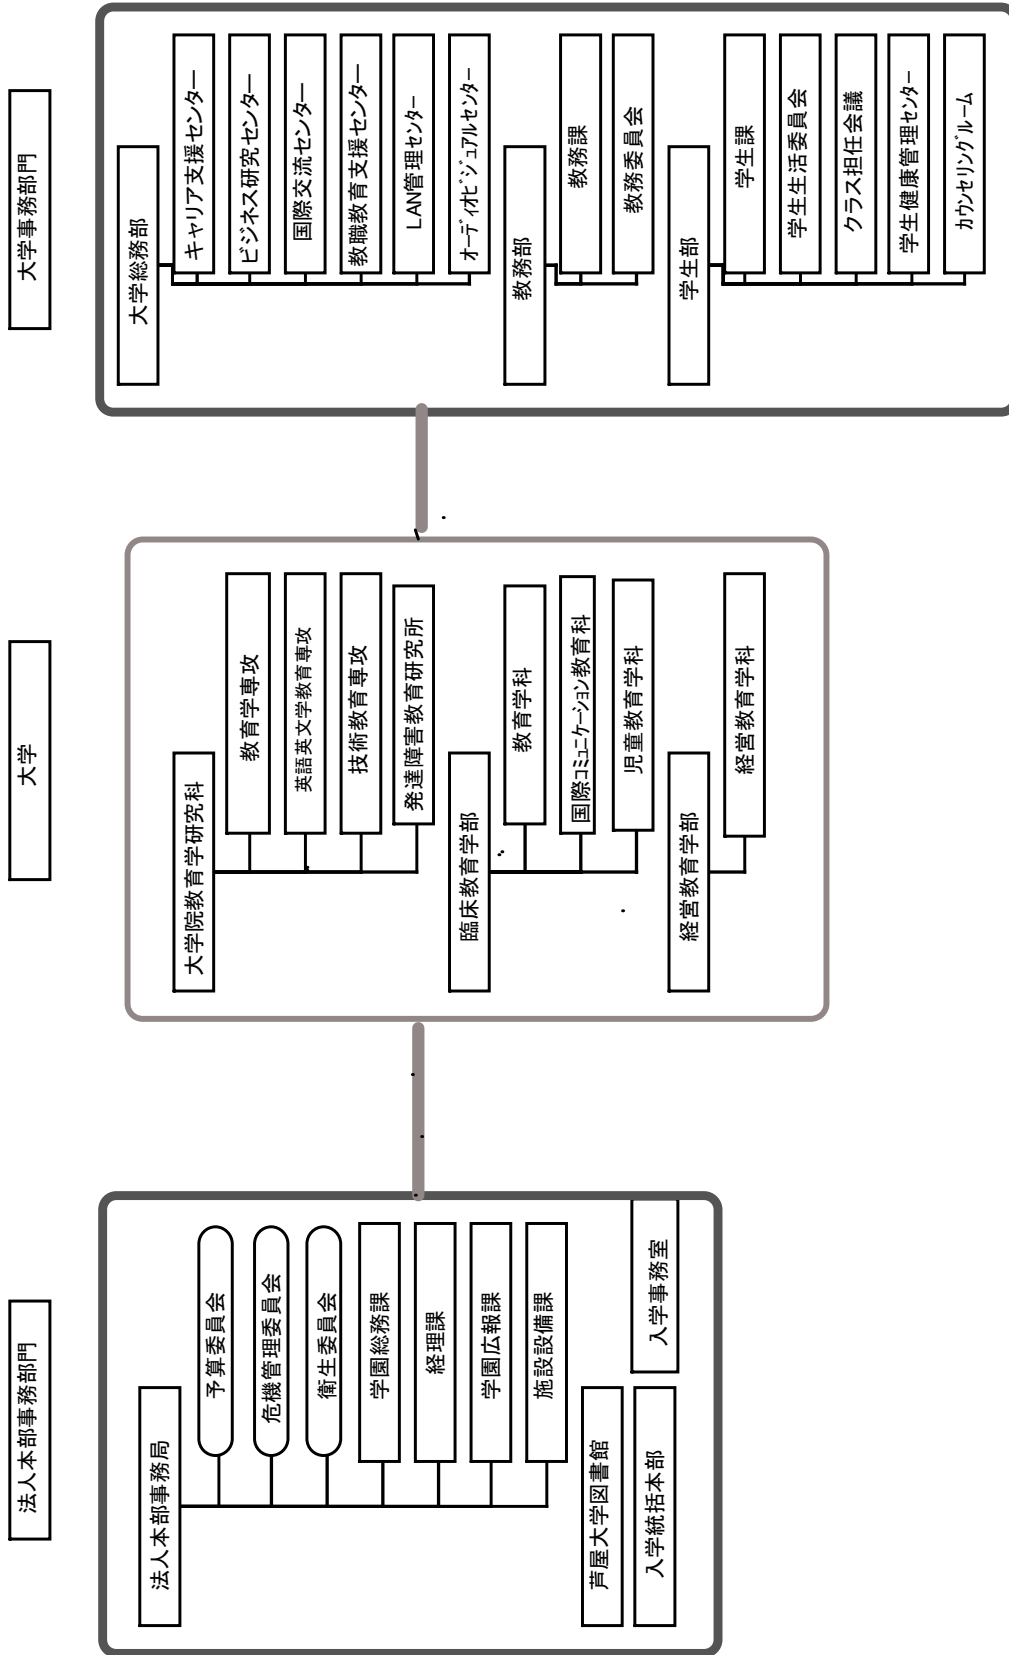 法人本部事務部門
法人本部事務局
予算委員会
危機管理委員会
衛生委員会
学園総務課
経理課
学園広報課
施設設備課
芦屋大学図書館
入学統括本部
入学事務室
大学
大学院教育学研究科
教育学専攻
英語英文学教育専攻
技術教育専攻
発達障害教育研究所
臨床教育学部
教育学科
国際コミュニケーション教育科
児童教育学科
経営教育学部
経営教育学科
大学事務部門
大学総務部
キャリア支援センター
ビジネス研究センター
国際交流センター
教職教育支援センター
LAN管理センター
オーディオビジュアルセンター
教務部
教務課
教務委員会
学生部
学生課
学生生活委員会
クラス担任会議
学生健康管理センター
カウンセリングルーム